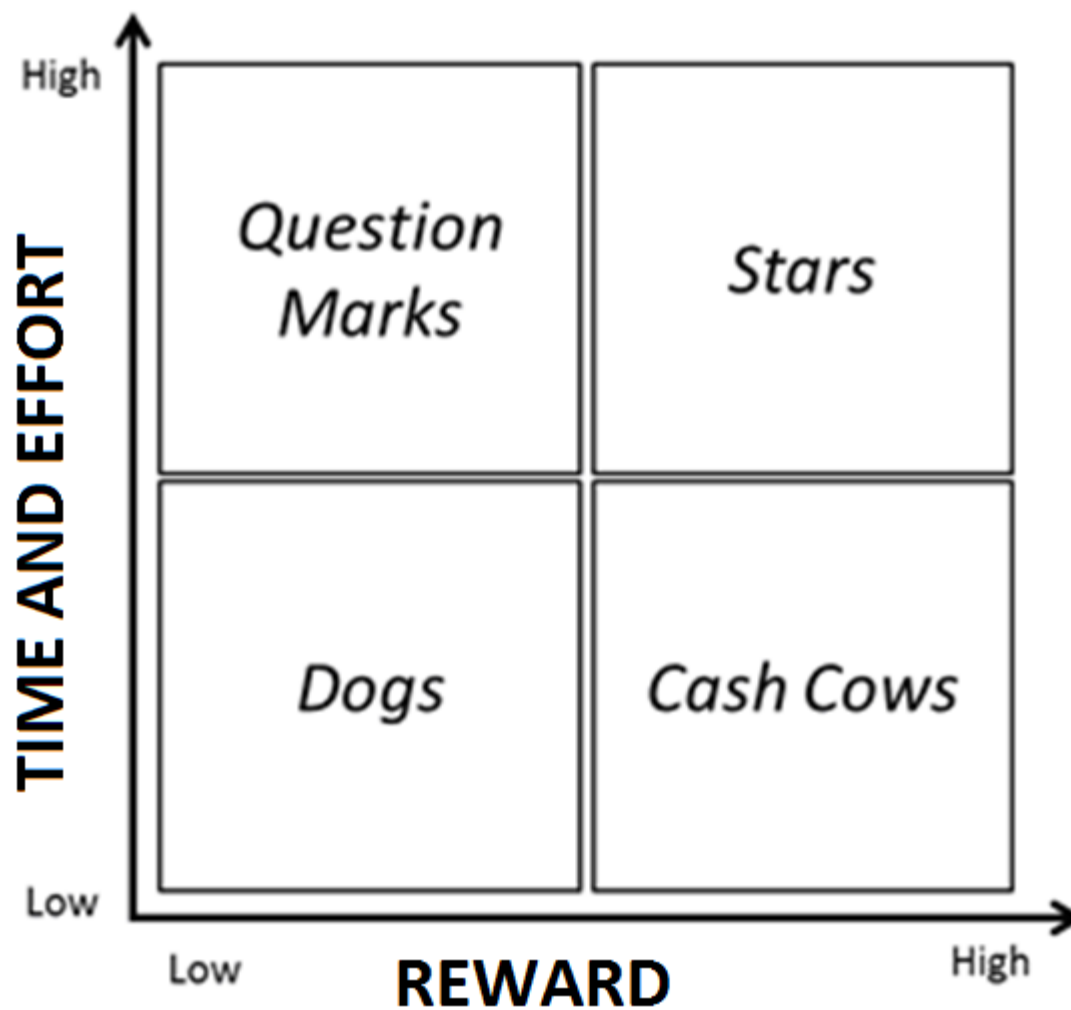 High
Question
Marks
Stars
TIME AND EFFORT
Dogs
Cash Cows
Low
Low
REWARD
High